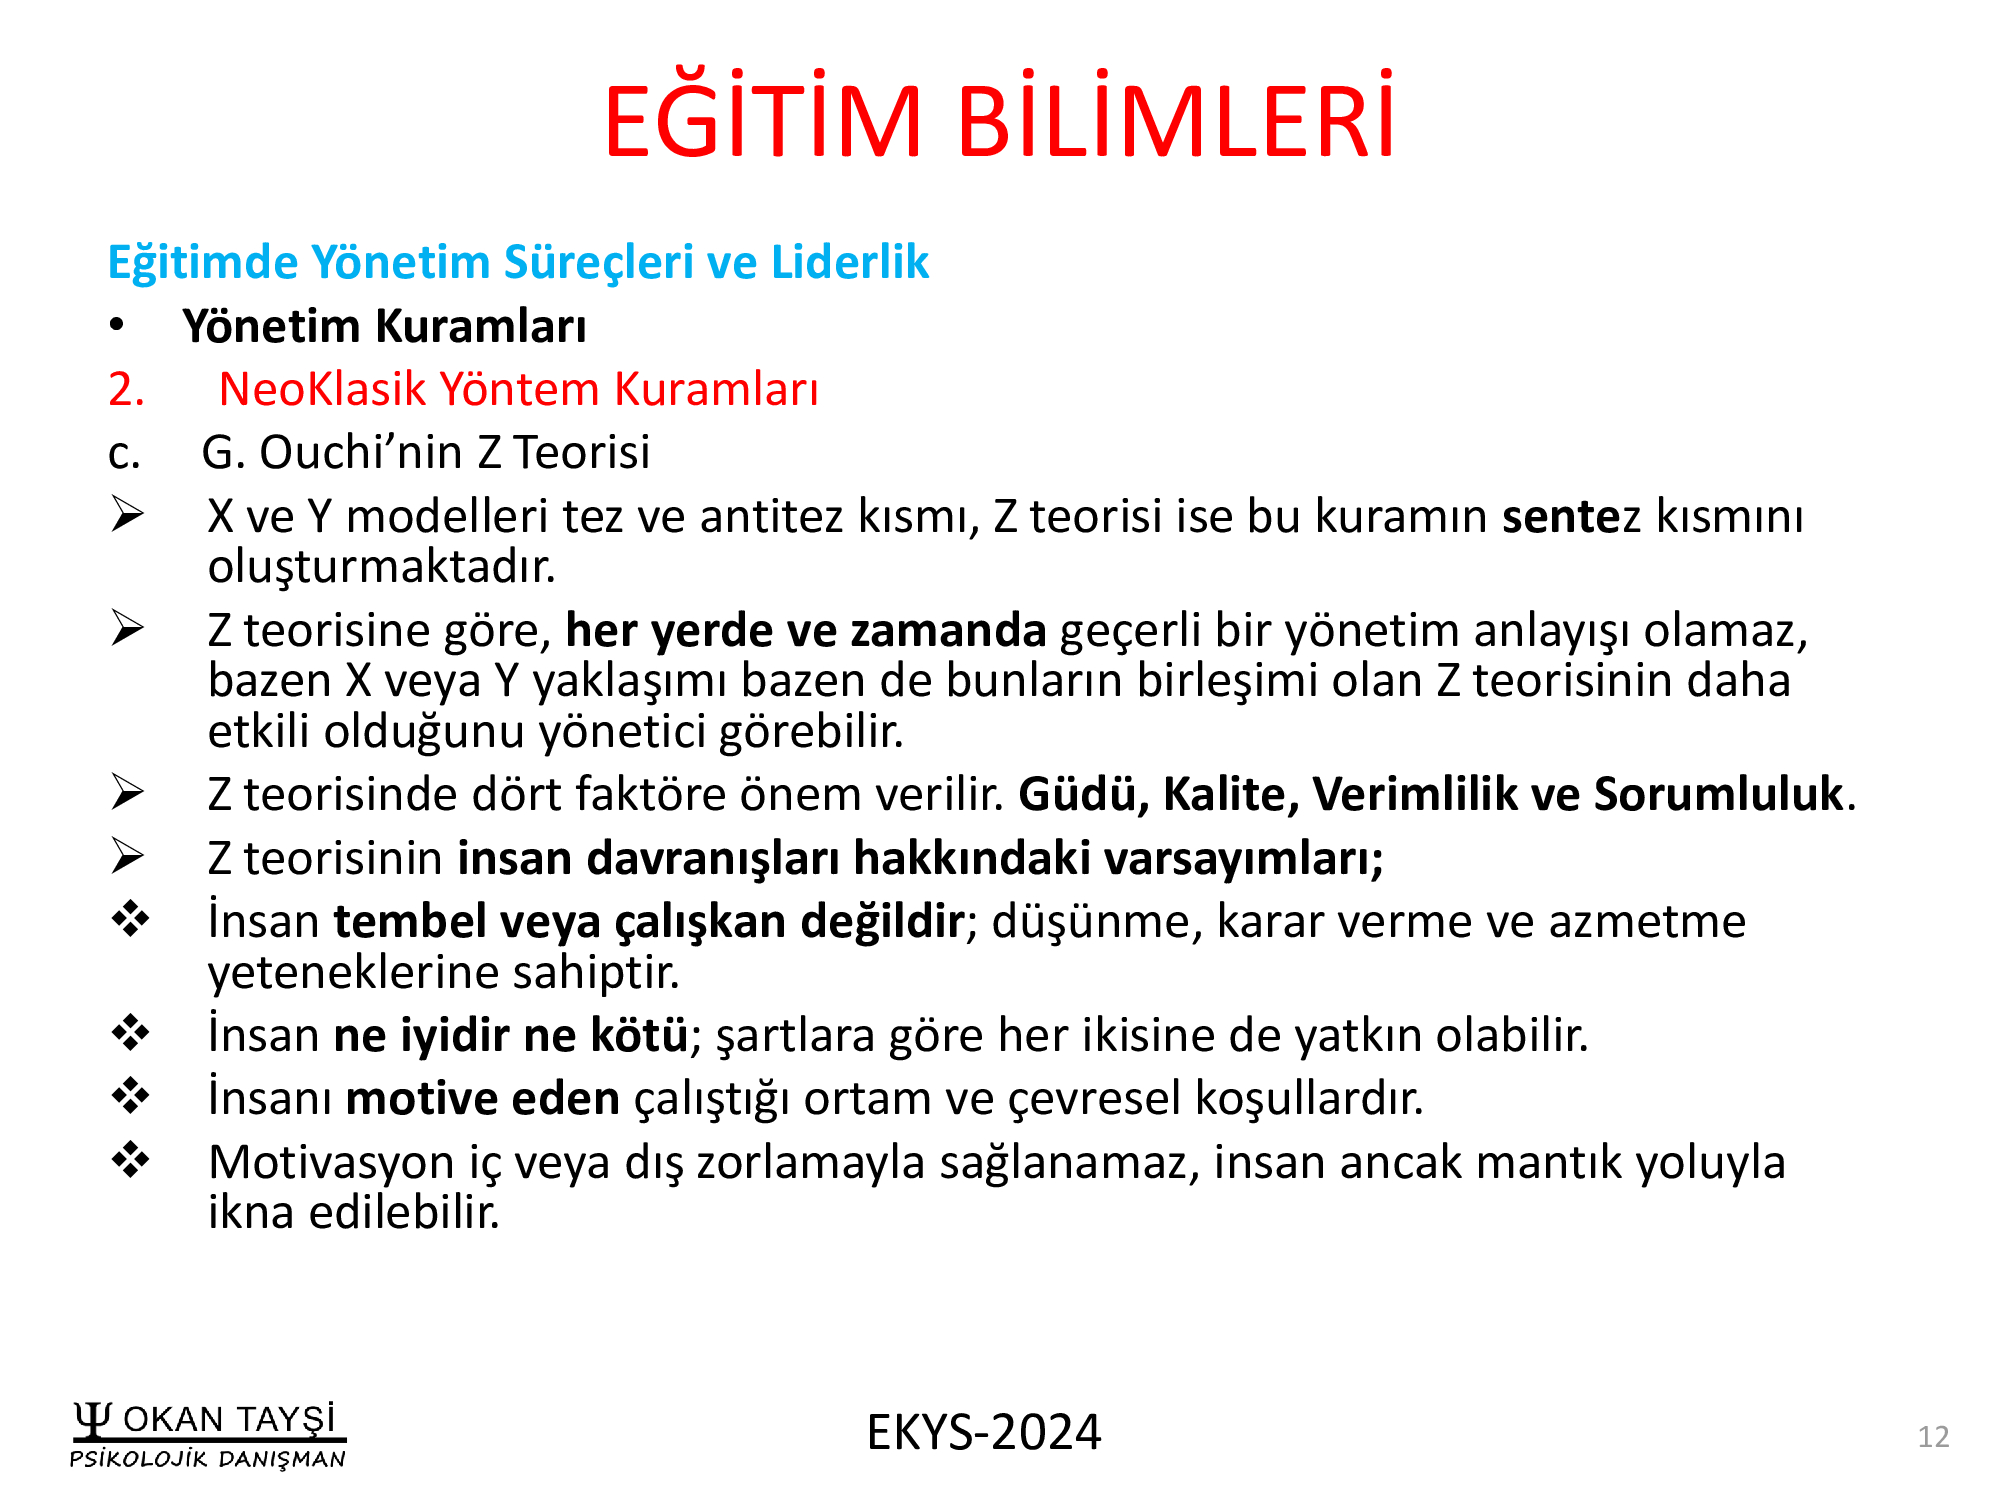 EĞİTİM BİLİMLERİ
Eğitimde Yönetim Süreçleri ve Liderlik
• Yönetim Kuramları
2. NeoKlasik Yöntem Kuramları
c. G. Ouchi’nin Z Teorisi
➢ X ve Y modelleri tez ve antitez kısmı, Z teorisi ise bu kuramın sentez kısmını
oluşturmaktadır.
➢ Z teorisine göre, her yerde ve zamanda geçerli bir yönetim anlayışı olamaz,
bazen X veya Y yaklaşımı bazen de bunların birleşimi olan Z teorisinin daha
etkili olduğunu yönetici görebilir.
➢ Z teorisinde dört faktöre önem verilir. Güdü, Kalite, Verimlilik ve Sorumluluk.
➢ Z teorisinin insan davranışları hakkındaki varsayımları;
❖ İnsan tembel veya çalışkan değildir; düşünme, karar verme ve azmetme
yeteneklerine sahiptir.
❖ İnsan ne iyidir ne kötü; şartlara göre her ikisine de yatkın olabilir.
❖ İnsanı motive eden çalıştığı ortam ve çevresel koşullardır.
❖ Motivasyon iç veya dış zorlamayla sağlanamaz, insan ancak mantık yoluyla
ikna edilebilir.
Ψ OKAN TAYŞİ
PSİKOLOJİK DANIŞMAN
EKYS-2024
12